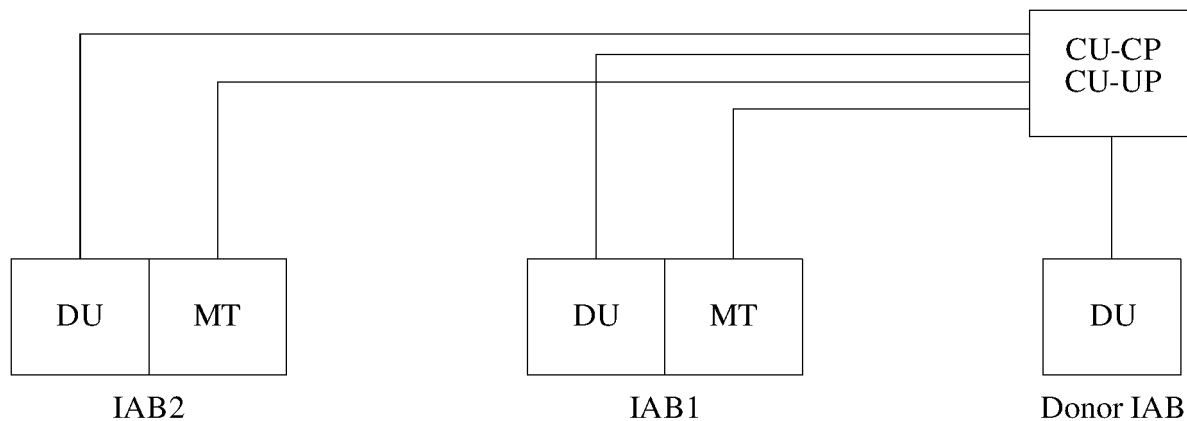 CU-CP
CU-UP
DU MT
DU MT
DU
IAB2
IAB1
Donor IAB